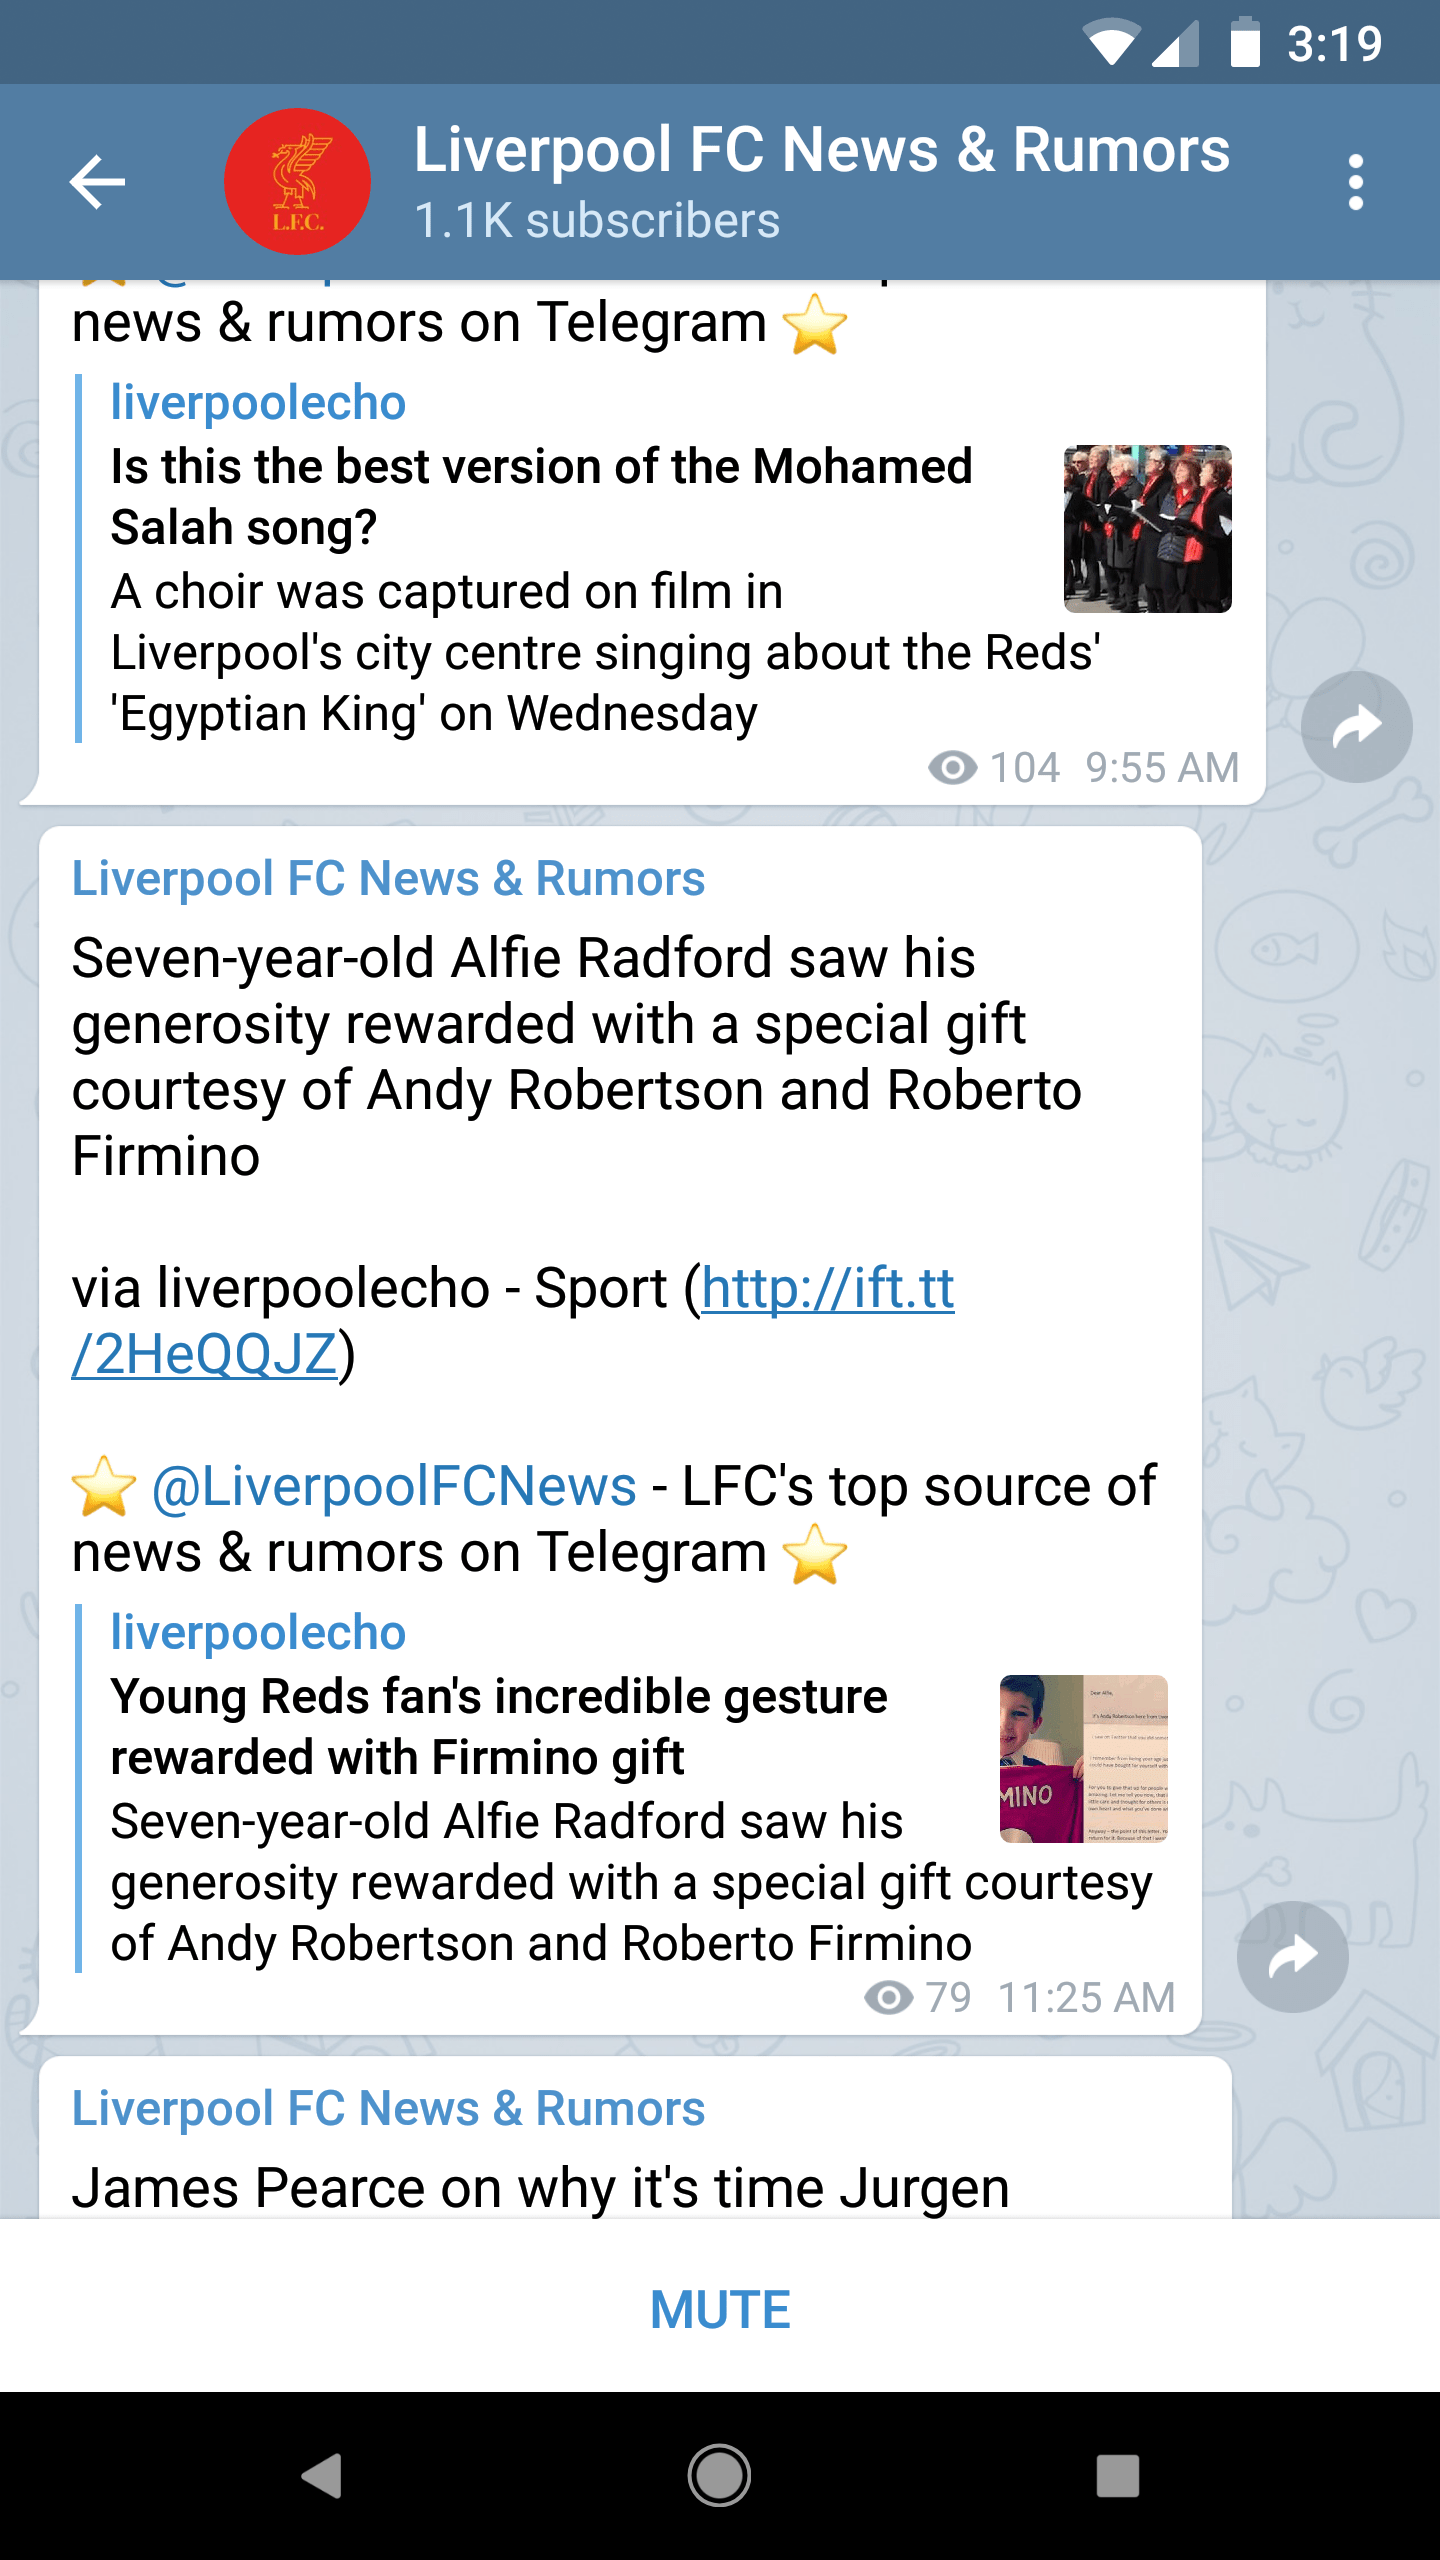 3:19
Liverpool FC News & Rumors
L.F.C.
1.1K subscribers
news & rumors on Telegram
liverpoolecho
Is this the best version of the Mohamed
Salah song?
A choir was captured on film in
Liverpool's city centre singing about the Reds'
'Egyptian King' on Wednesday
104 9:55 AM
Liverpool FC News & Rumors
Seven-year-old Alfie Radford saw his
generosity rewarded with a special gift
courtesy of Andy Robertson and Roberto
Firmino
via liverpoolecho - Sport (http://ift.tt
/2HeQQJZ)
@LiverpoolFCNews - LFC's top source of
news & rumors on Telegram
liverpoolecho
Young Reds fan's incredible gesture
rewarded with Firmino gift
MINO
Dear Alfie,
Seven-year-old Alfie Radford saw his
generosity rewarded with a special gift courtesy
of Andy Robertson and Roberto Firmino
79 11:25 AM
Liverpool FC News & Rumors
James Pearce on why it's time Jurgen
MUTE